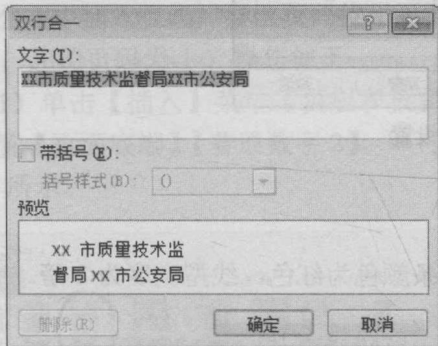 双行合一
文字(T):
XX市质量技术监督局XX市公安局
带括号(E):
括号样式(B): ()
预览
XX 市质量技术监
督局 XX 市公安局
删除(R) 确定 取消